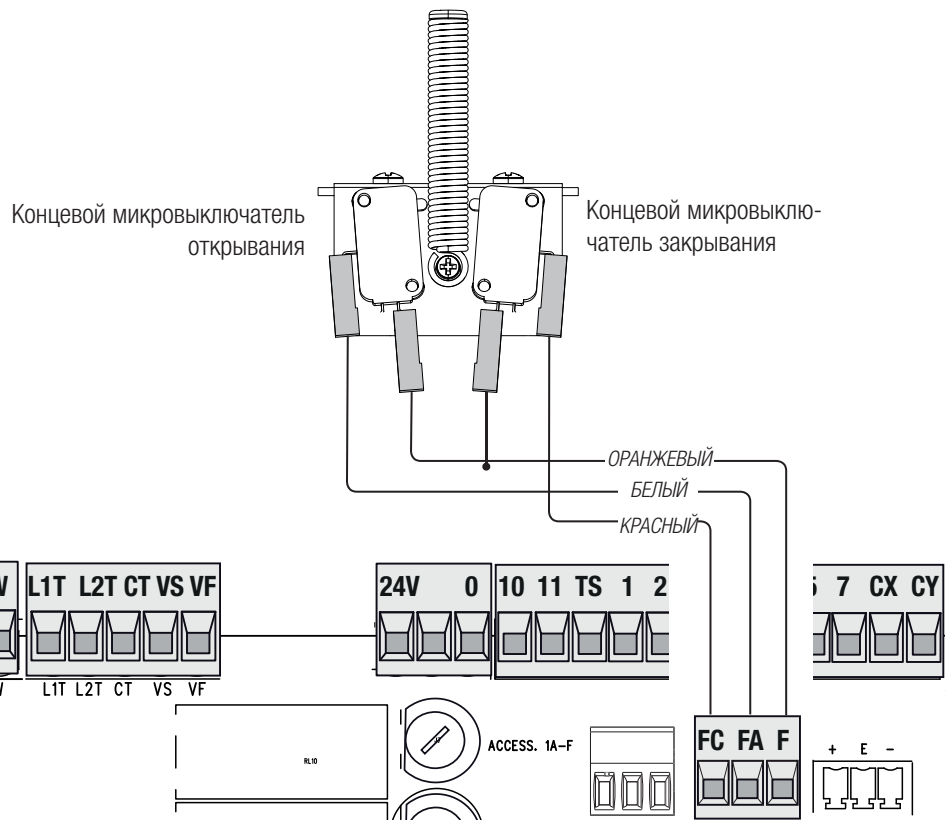 Концевой микровыключатель
открывания
Концевой микровыклю-
чатель закрывания
ОРАНЖЕВЫЙ
БЕЛЫЙ
КРАСНЫЙ
L1T L2T CT VS VF
24V 0
10 11 TS 1 2
7 CX CY
L1T L2T CT VS VF
ACCESS. 1A-F
RL10
FC FA F
+ E -